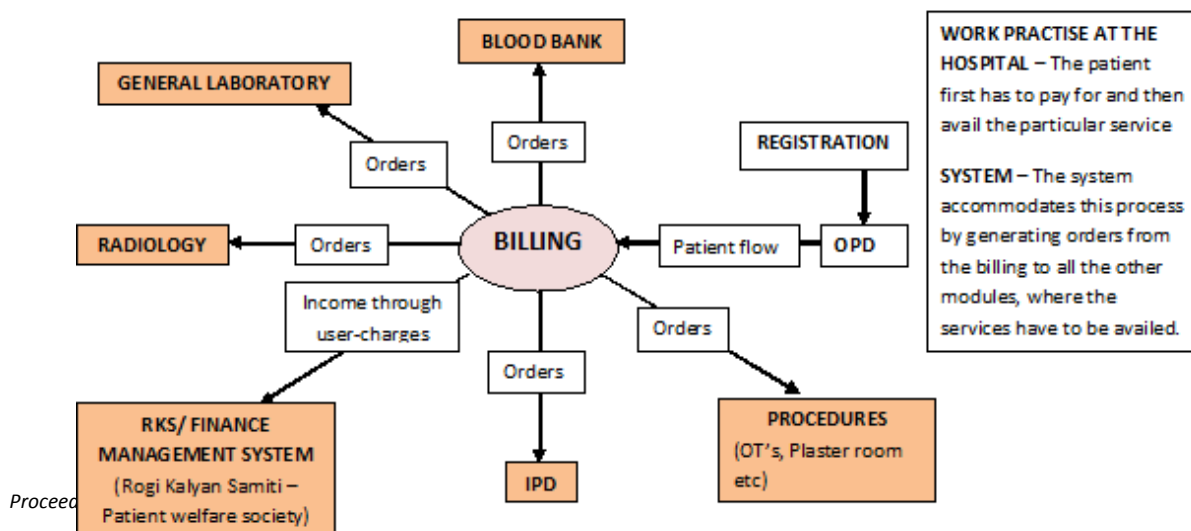 BLOOD BANK
GENERAL LABORATORY
Orders
Orders
REGISTRATION
RADIOLOGY
Orders
BILLING
Patient flow
OPD
Income through
user-charges
Orders
Orders
RKS/ FINANCE
MANAGEMENT SYSTEM
(Rogi Kalyan Samiti –
Patient welfare society)
IPD
PROCEDURES
(OT's, Plaster room
etc)
WORK PRACTISE AT THE
HOSPITAL – The patient
first has to pay for and then
avail the particular service
SYSTEM – The system
accommodates this process
by generating orders from
the billing to all the other
modules, where the
services have to be availed.